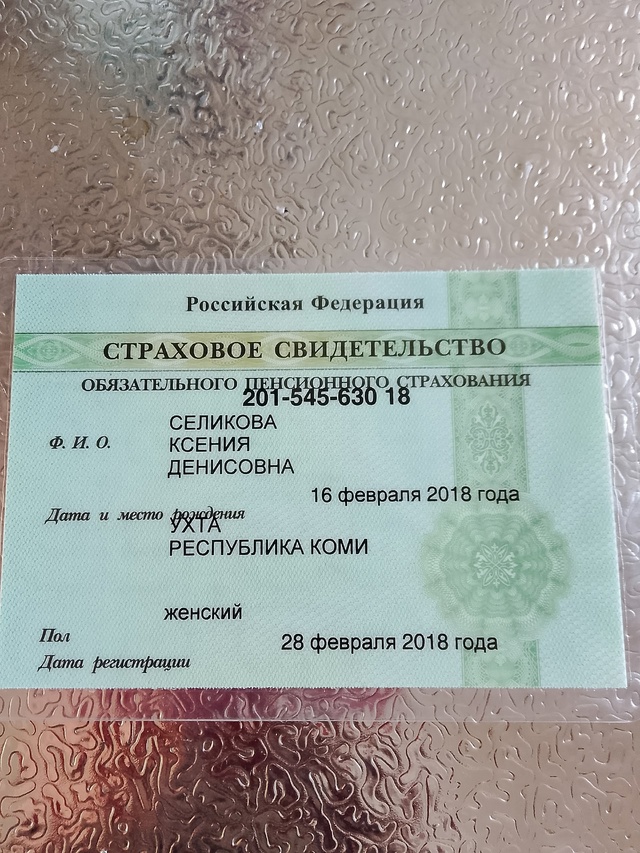 Российская Федерация
СТРАХОВОЕ СВИДЕТЕЛЬСТВО
ОБЯЗАТЕЛЬНОГО ПЕНСИОННОГО СТРАХОВАНИЯ
201-545-630 18
СЕЛИКОВА
Ф. И. О. КСЕНИЯ
ДЕНИСОВНА
16 февраля 2018 года
Дата и место рождения
УХТА
РЕСПУБЛИКА КОМИ
женский
Пол
28 февраля 2018 года
Дата регистрации